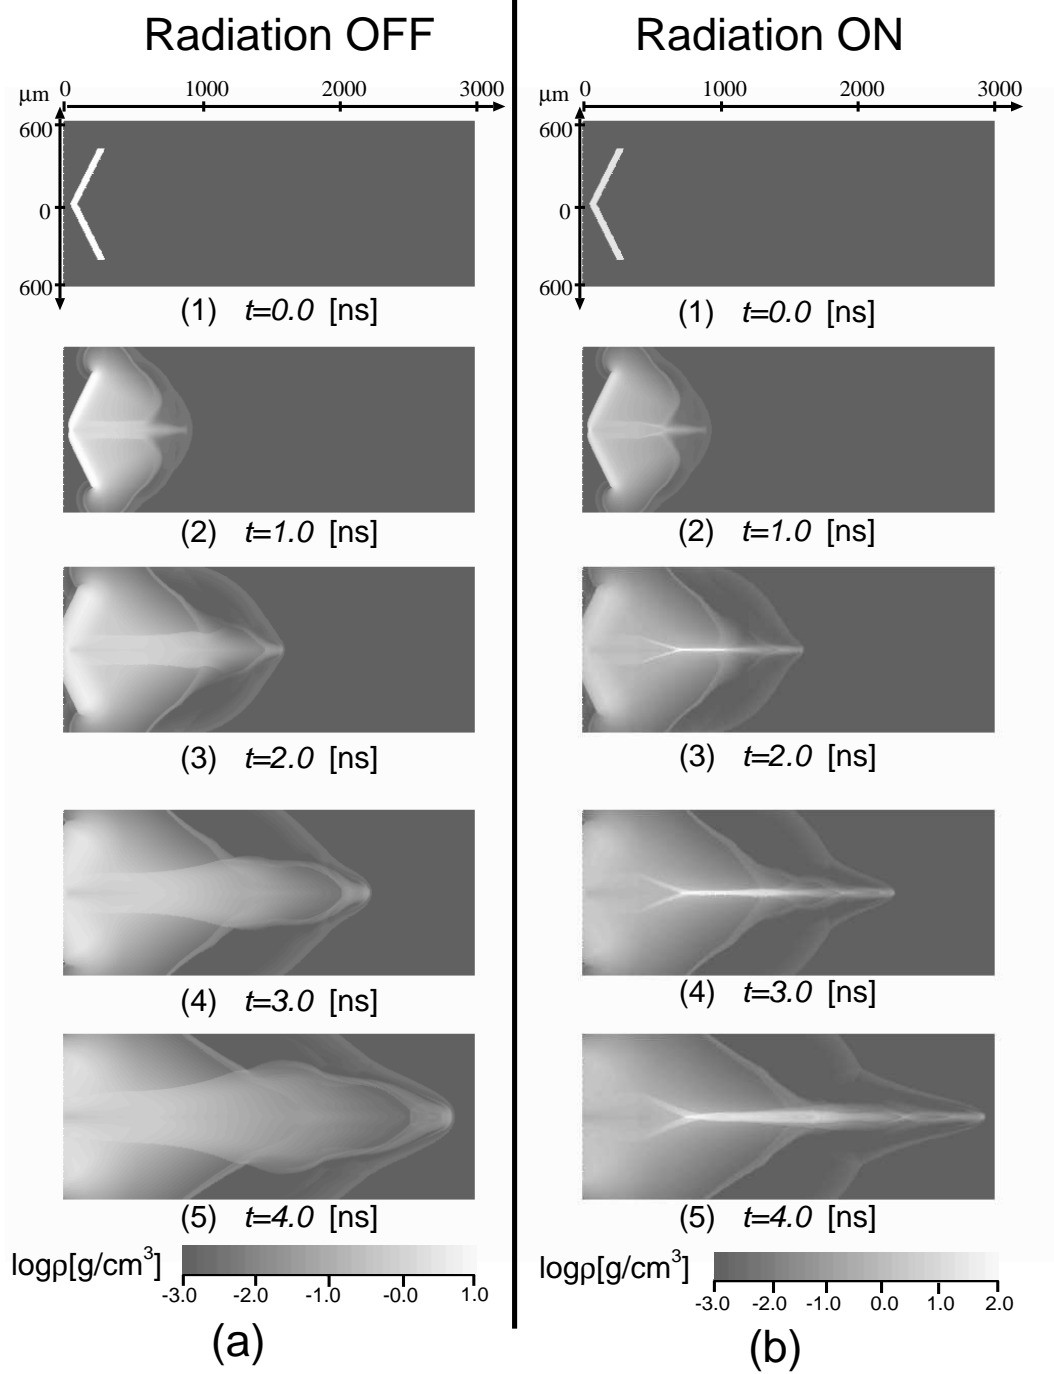 Radiation OFF
μm 0 1000 2000 3000
600
0
600
(1) t=0.0 [ns]
(2) t=1.0 [ns]
(3) t=2.0 [ns]
(4) t=3.0 [ns]
(5) t=4.0 [ns]
logρ[g/cm³]
-3.0 -2.0 -1.0 -0.0 1.0
(a)
Radiation ON
μm 0 1000 2000 3000
600
0
600
(1) t=0.0 [ns]
(2) t=1.0 [ns]
(3) t=2.0 [ns]
(4) t=3.0 [ns]
(5) t=4.0 [ns]
logρ[g/cm³]
-3.0 -2.0 -1.0 0.0 1.0 2.0
(b)